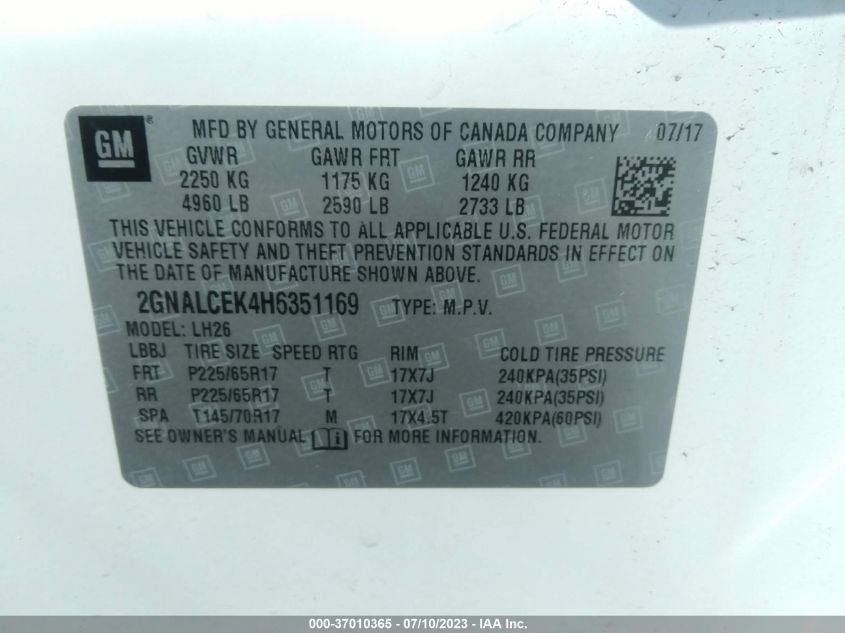 GM ® MFD BY GENERAL MOTORS OF CANADA COMPANY 07/17
GVWR GAWR FRT GAWR RR
2250 KG 1175 KG 1240 KG
4960 LB 2590 LB 2733 LB
THIS VEHICLE CONFORMS TO ALL APPLICABLE U.S. FEDERAL MOTOR
VEHICLE SAFETY AND THEFT PREVENTION STANDARDS IN EFFECT ON
THE DATE OF MANUFACTURE SHOWN ABOVE.
2GNALCEK4H6351169 TYPE: M.P.V.
MODEL: LH26
LBBJ TIRE SIZE SPEED RTG RIM COLD TIRE PRESSURE
FRT P225/65R17 T 17X7J 240KPA(35PSI)
RR P225/65R17 T 17X7J 240KPA(35PSI)
SPA T145/70R17 M 17X4.5T 420KPA(60PSI)
SEE OWNER'S MANUAL FOR MORE INFORMATION.
000-37010365 - 07/10/2023 - IAA Inc.